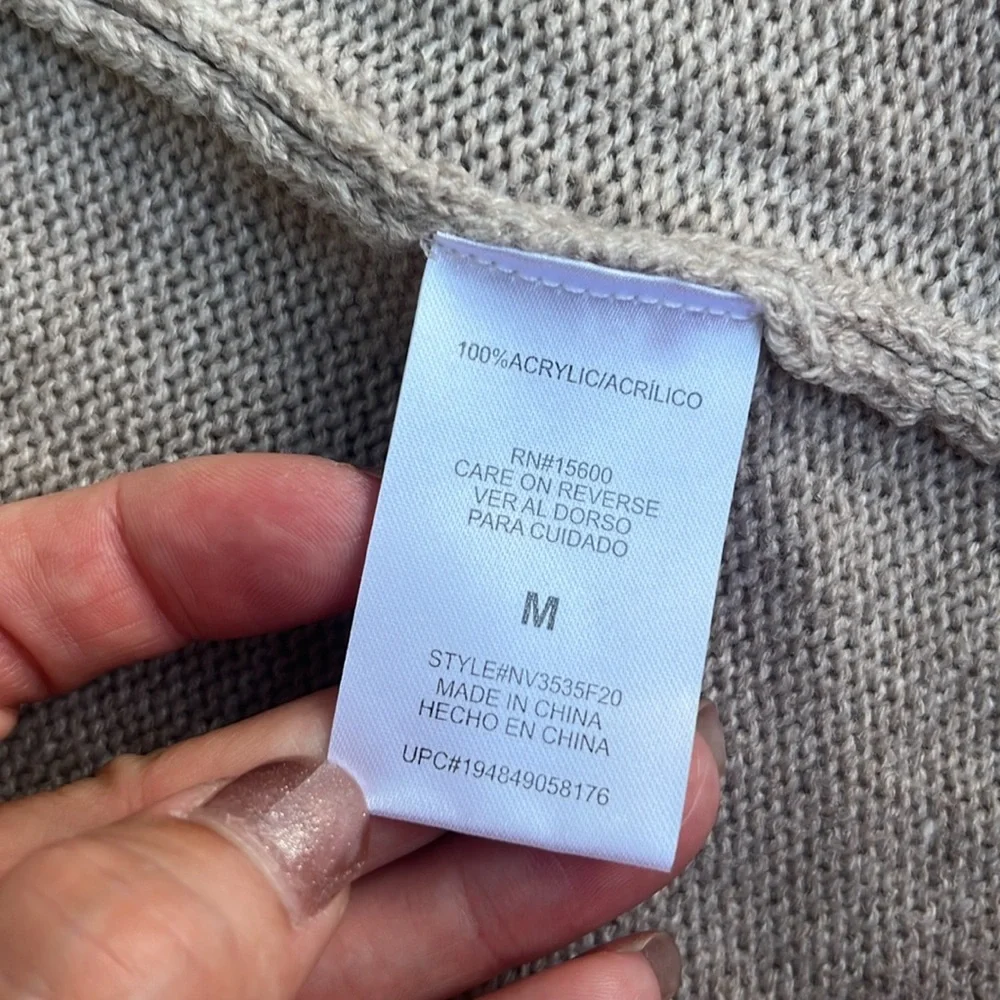 100%ACRYLIC/ACRÍLICO
RN#15600
CARE ON REVERSE
VER AL DORSO
PARA CUIDADO
M
STYLE#NV3535F20
MADE IN CHINA
HECHO EN CHINA
UPC#194849058176